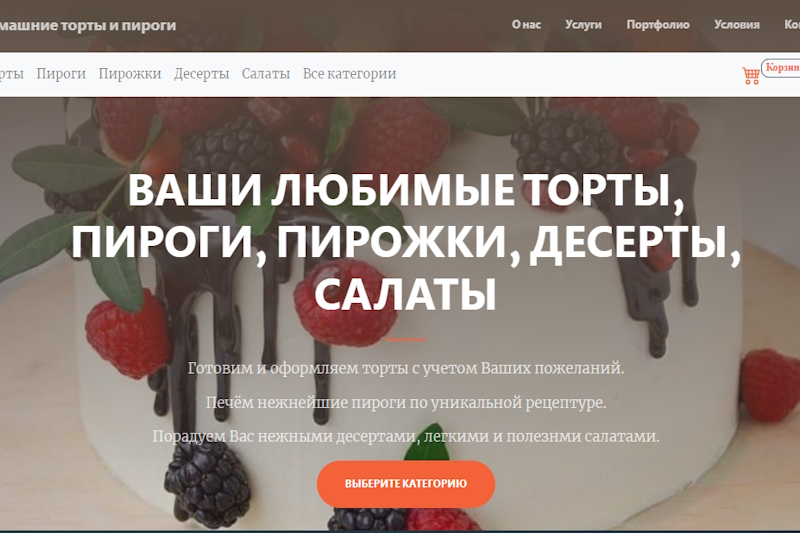 машние торты и пироги
О нас Услуги Портфолио Условия Ко
рты Пироги Пирожки Десерты Салаты Все категории
Корзин
ВАШИ ЛЮБИМЫЕ ТОРТЫ,
ПИРОГИ, ПИРОЖКИ, ДЕСЕРТЫ,
САЛАТЫ
Готовим и оформляем торты с учетом Ваших пожеланий.
Печём нежнейшие пироги по уникальной рецептуре.
Порадуем Вас нежными десертами, легкими и полезнми салатами.
ВЫБЕРИТЕ КАТЕГОРИЮ